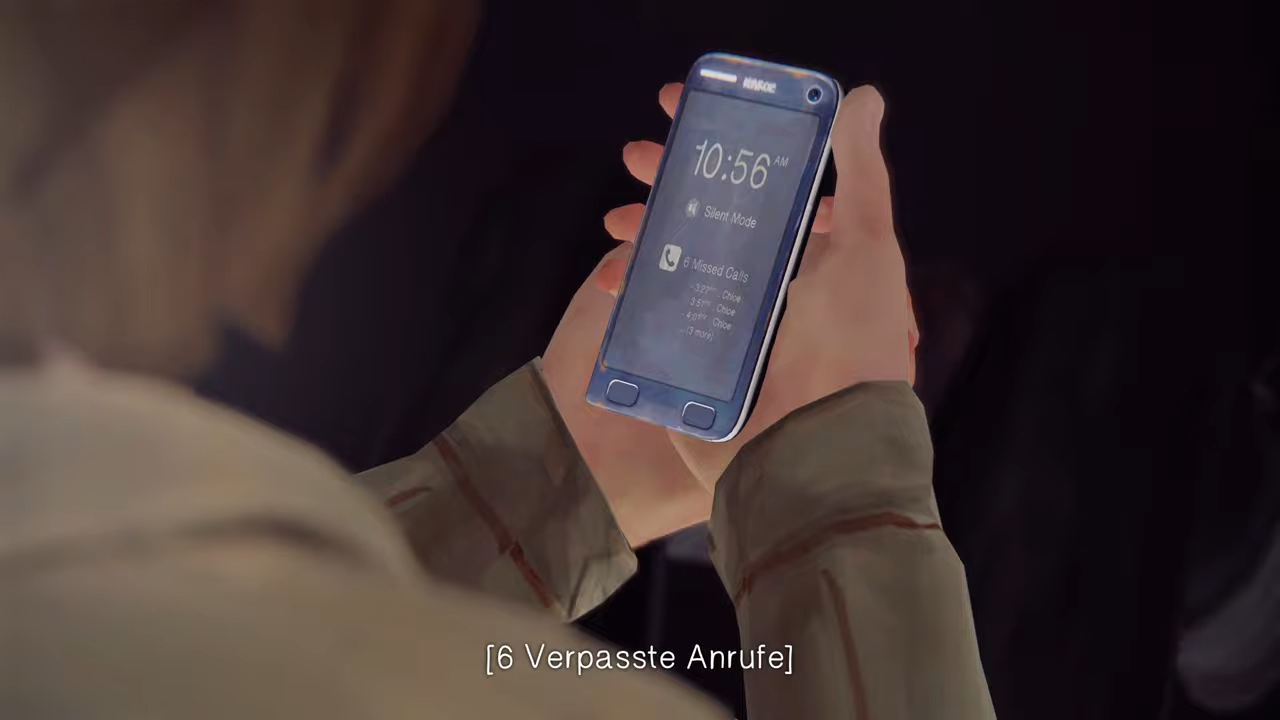 10:56 AM
Silent Mode
6 Missed Calls
Chloe
Chloe
Chloe
(3 more)
[6 Verpasste Anrufe]